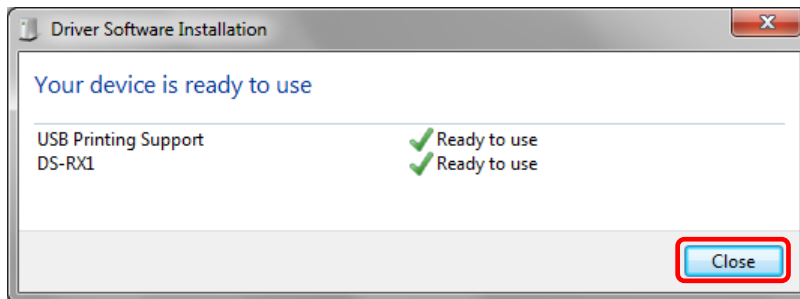 Driver Software Installation
Your device is ready to use
USB Printing Support Ready to use
DS-RX1 Ready to use
Close